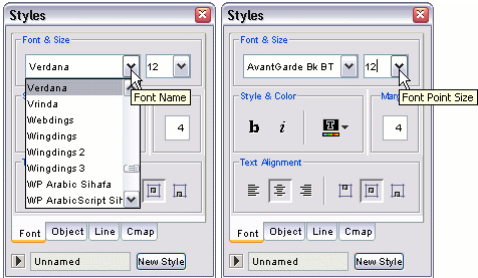 Styles
Font & Size
Verdana
12
Verdana
Vrinda
Webdings
Wingdings
Wingdings 2
Wingdings 3
WP Arabic Sihafa
WP ArabicScript Sih
Font Name
4
Font Object Line Cmap
Unnamed New Style
Styles
Font & Size
AvantGarde Bk BT 12
Font Point Size
Style & Color
b i T
4
Text Alignment
Font Object Line Cmap
Unnamed New Style